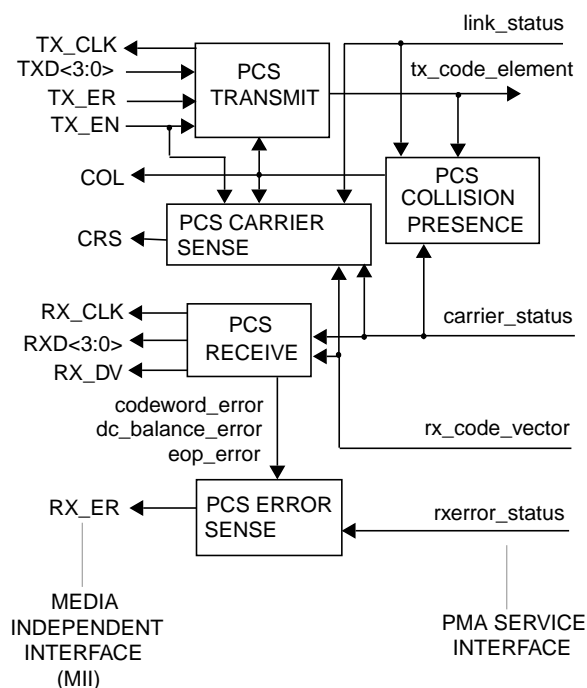 link_status
TX_CLK
TXD<3:0>
PCS
TRANSMIT
tx_code_element
TX_ER
TX_EN
COL
PCS
COLLISION
PRESENCE
CRS
PCS CARRIER
SENSE
RX_CLK
RXD<3:0>
RX_DV
PCS
RECEIVE
carrier_status
codeword_error
dc_balance_error
eop_error
rx_code_vector
RX_ER
PCS ERROR
SENSE
rxerror_status
MEDIA
INDEPENDENT
INTERFACE
(MII)
PMA SERVICE
INTERFACE